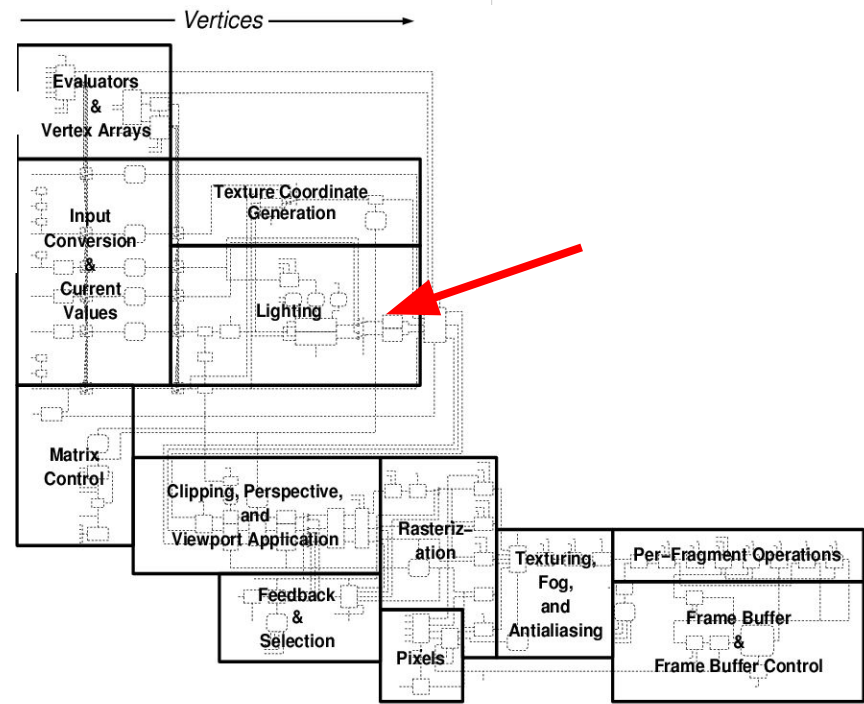 Vertices
Evaluators
&
Vertex Arrays
Texture Coordinate
Generation
Input
Conversion
&
Current
Values
Lighting
Matrix
Control
Clipping, Perspective,
and
Viewport Application
Rasteriz−
ation
Feedback
&
Selection
Pixels
Texturing,
Fog,
and
Antialiasing
Per−Fragment Operations
Frame Buffer
&
Frame Buffer Control